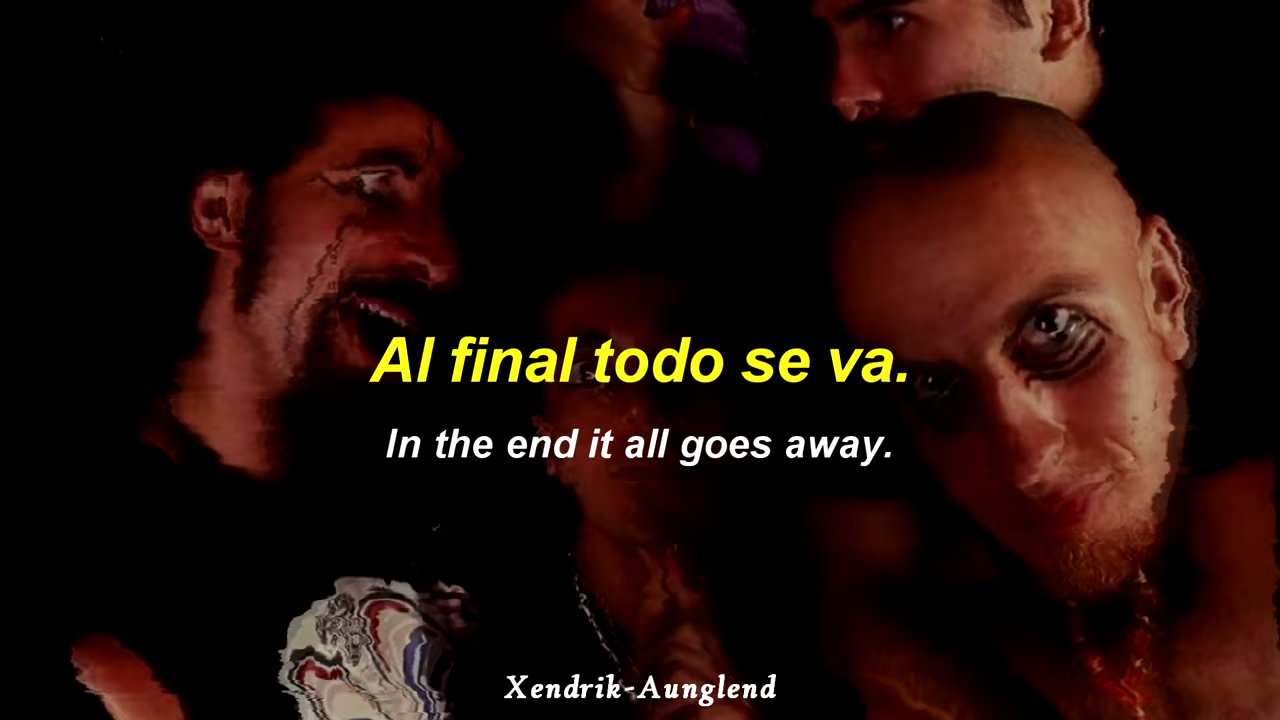 Al final todo se va.
In the end it all goes away.
Xendrik-Aunglend